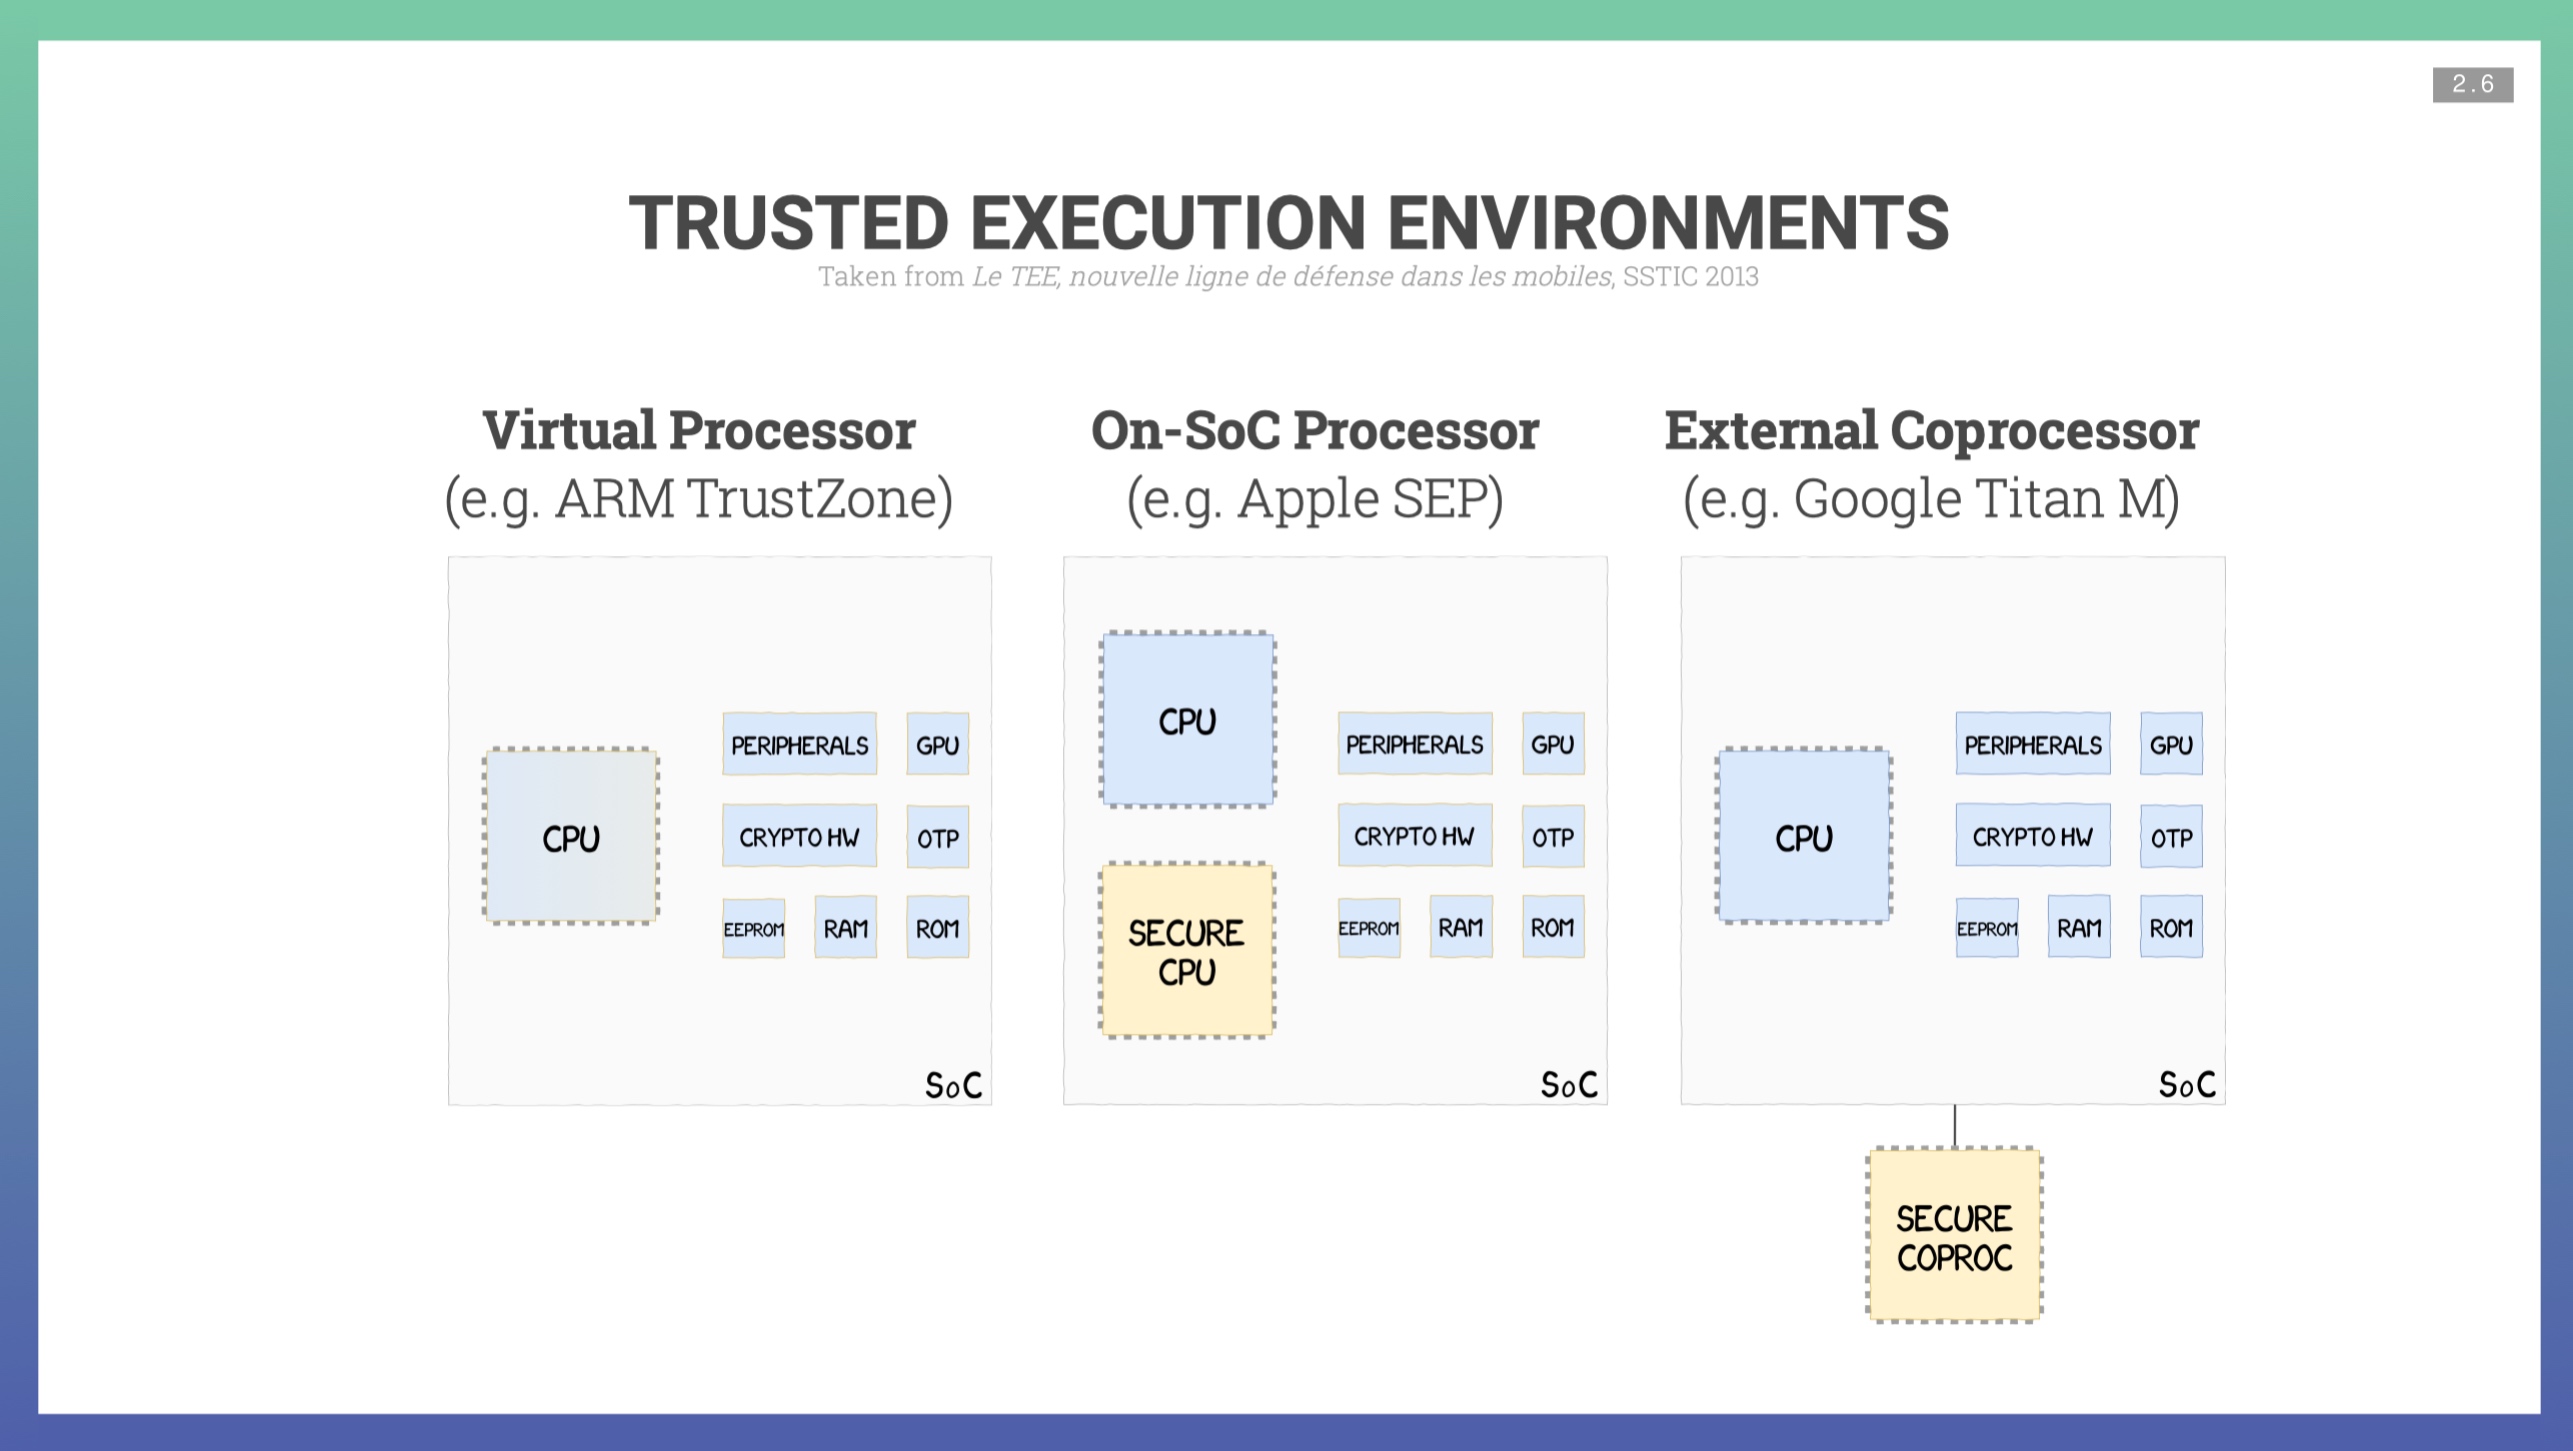 2.6
TRUSTED EXECUTION ENVIRONMENTS
Taken from Le TEE, nouvelle ligne de défense dans les mobiles, SSTIC 2013
Virtual Processor
(e.g. ARM TrustZone)
CPU
PERIPHERALS
GPU
CRYPTO HW
OTP
EEPROM
RAM
ROM
SoC
On-SoC Processor
(e.g. Apple SEP)
CPU
SECURE
CPU
PERIPHERALS
GPU
CRYPTO HW
OTP
EEPROM
RAM
ROM
SoC
External Coprocessor
(e.g. Google Titan M)
CPU
PERIPHERALS
GPU
CRYPTO HW
OTP
EEPROM
RAM
ROM
SoC
SECURE
COPROC